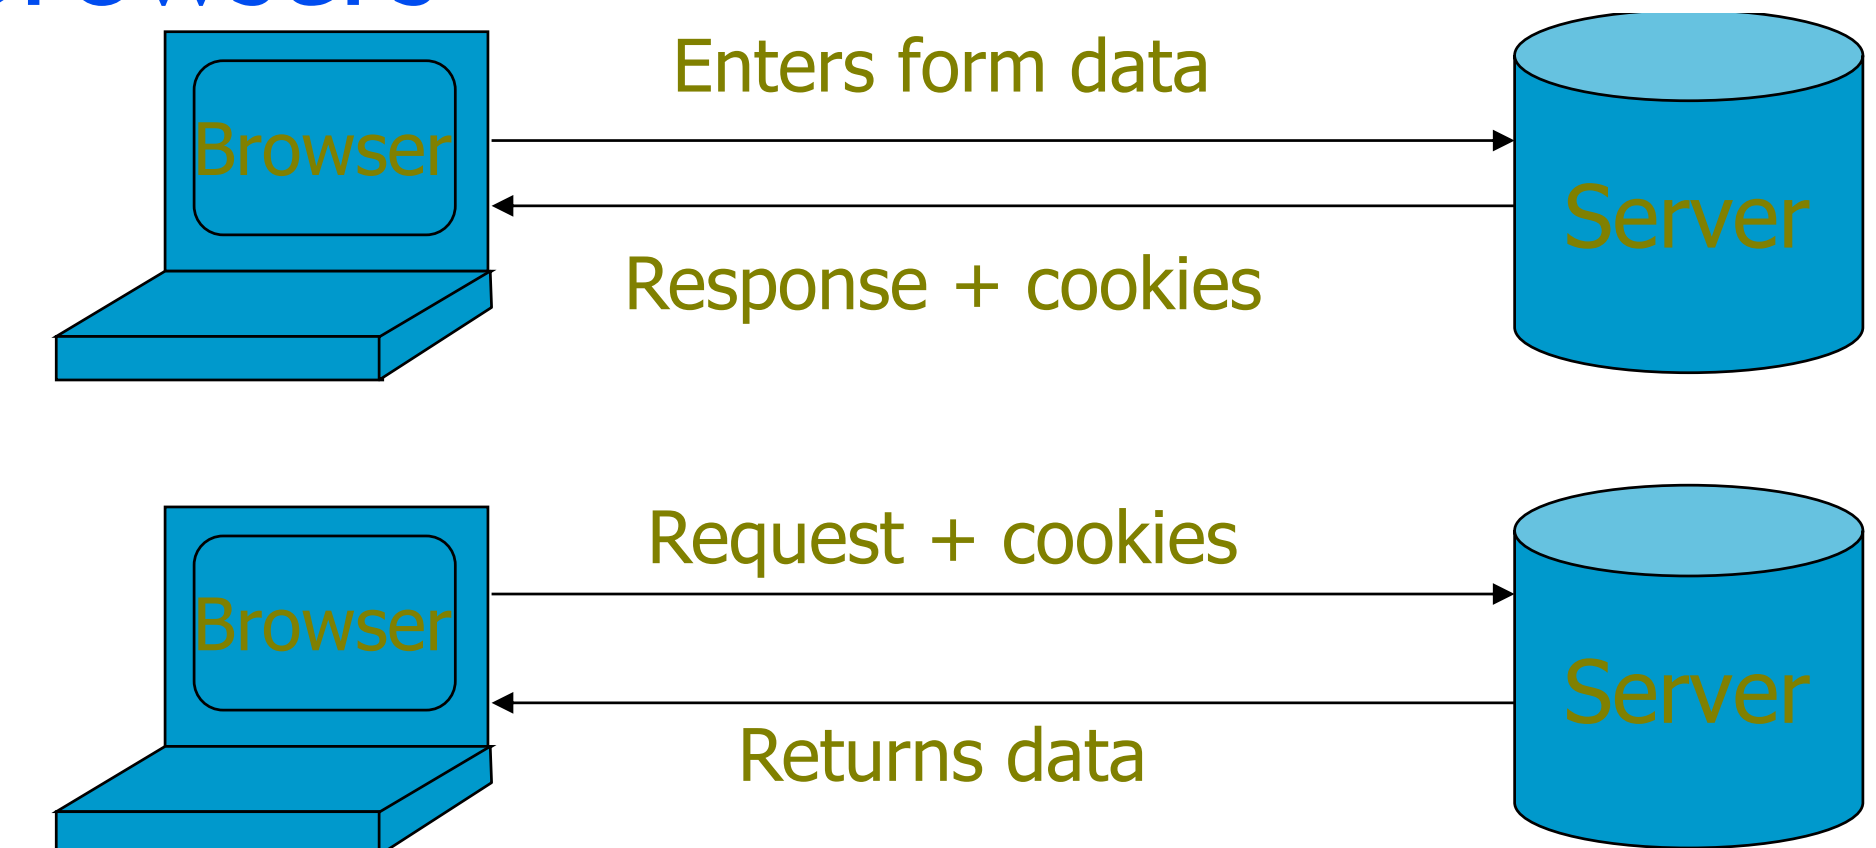 Enters form data
Browser
Server
Response + cookies
Request + cookies
Browser
Server
Returns data